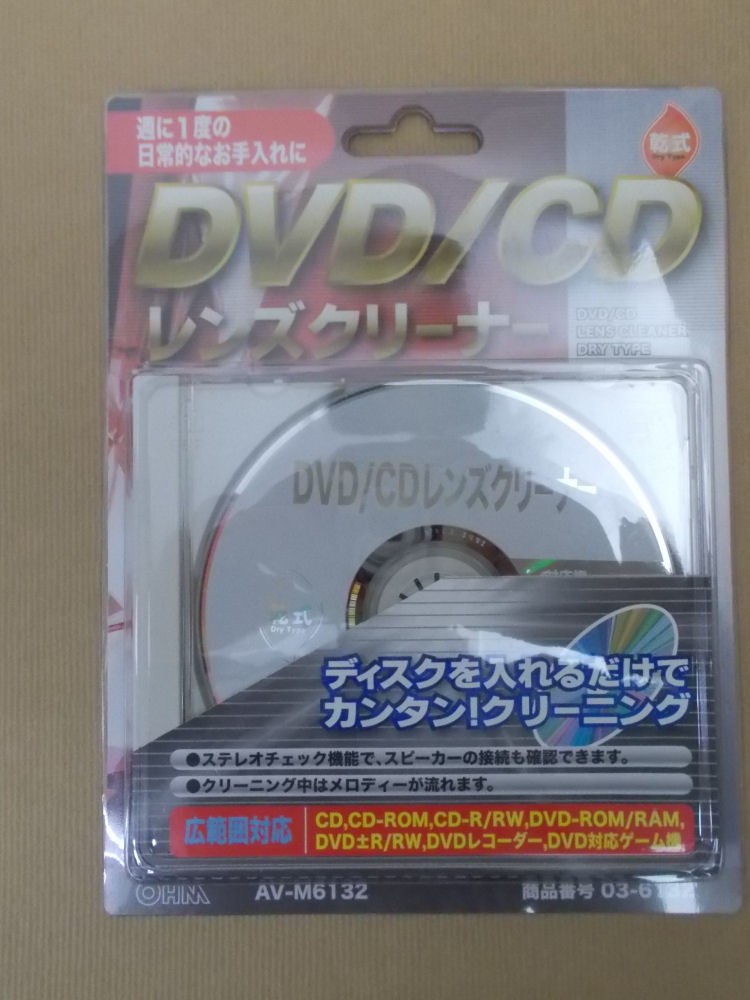 週に1度の
日常的なお手入れに
乾式
Dry Type
DVD/CD
レンズクリーナー
DVD/CD
LENS CLEANER
DRY TYPE
DVD/CDレンズクリーナー
乾式
Dry Type
ディスクを入れるだけで
カンタン!クリーニング
●ステレオチェック機能で、スピーカーの接続も確認できます。
●クリーニング中はメロディーが流れます。
広範囲対応
CD,CD-ROM,CD-R/RW,DVD-ROM/RAM,
DVD±R/RW,DVDレコーダー,DVD対応ゲーム機
OHM
AV-M6132
商品番号 03-6132